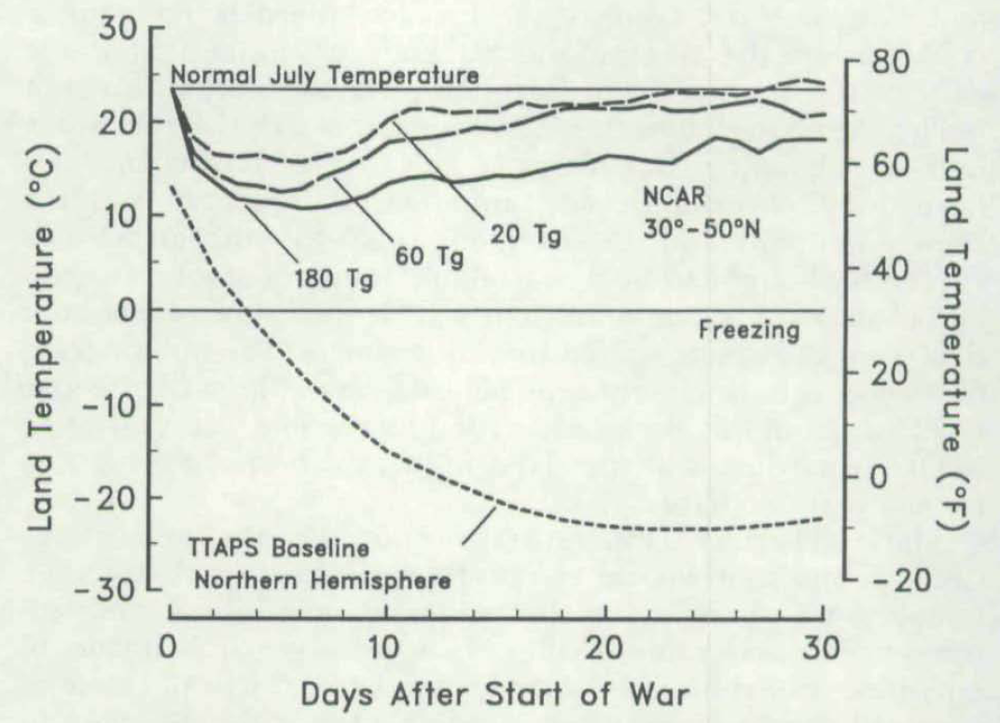 30
20
10
0
-10
-20
-30
Land Temperature (°C)
80
60
40
20
0
-20
Land Temperature (°F)
Normal July Temperature
NCAR
30°-50°N
20 Tg
60 Tg
180 Tg
Freezing
TTAPS Baseline
Northern Hemisphere
0
10
20
30
Days After Start of War